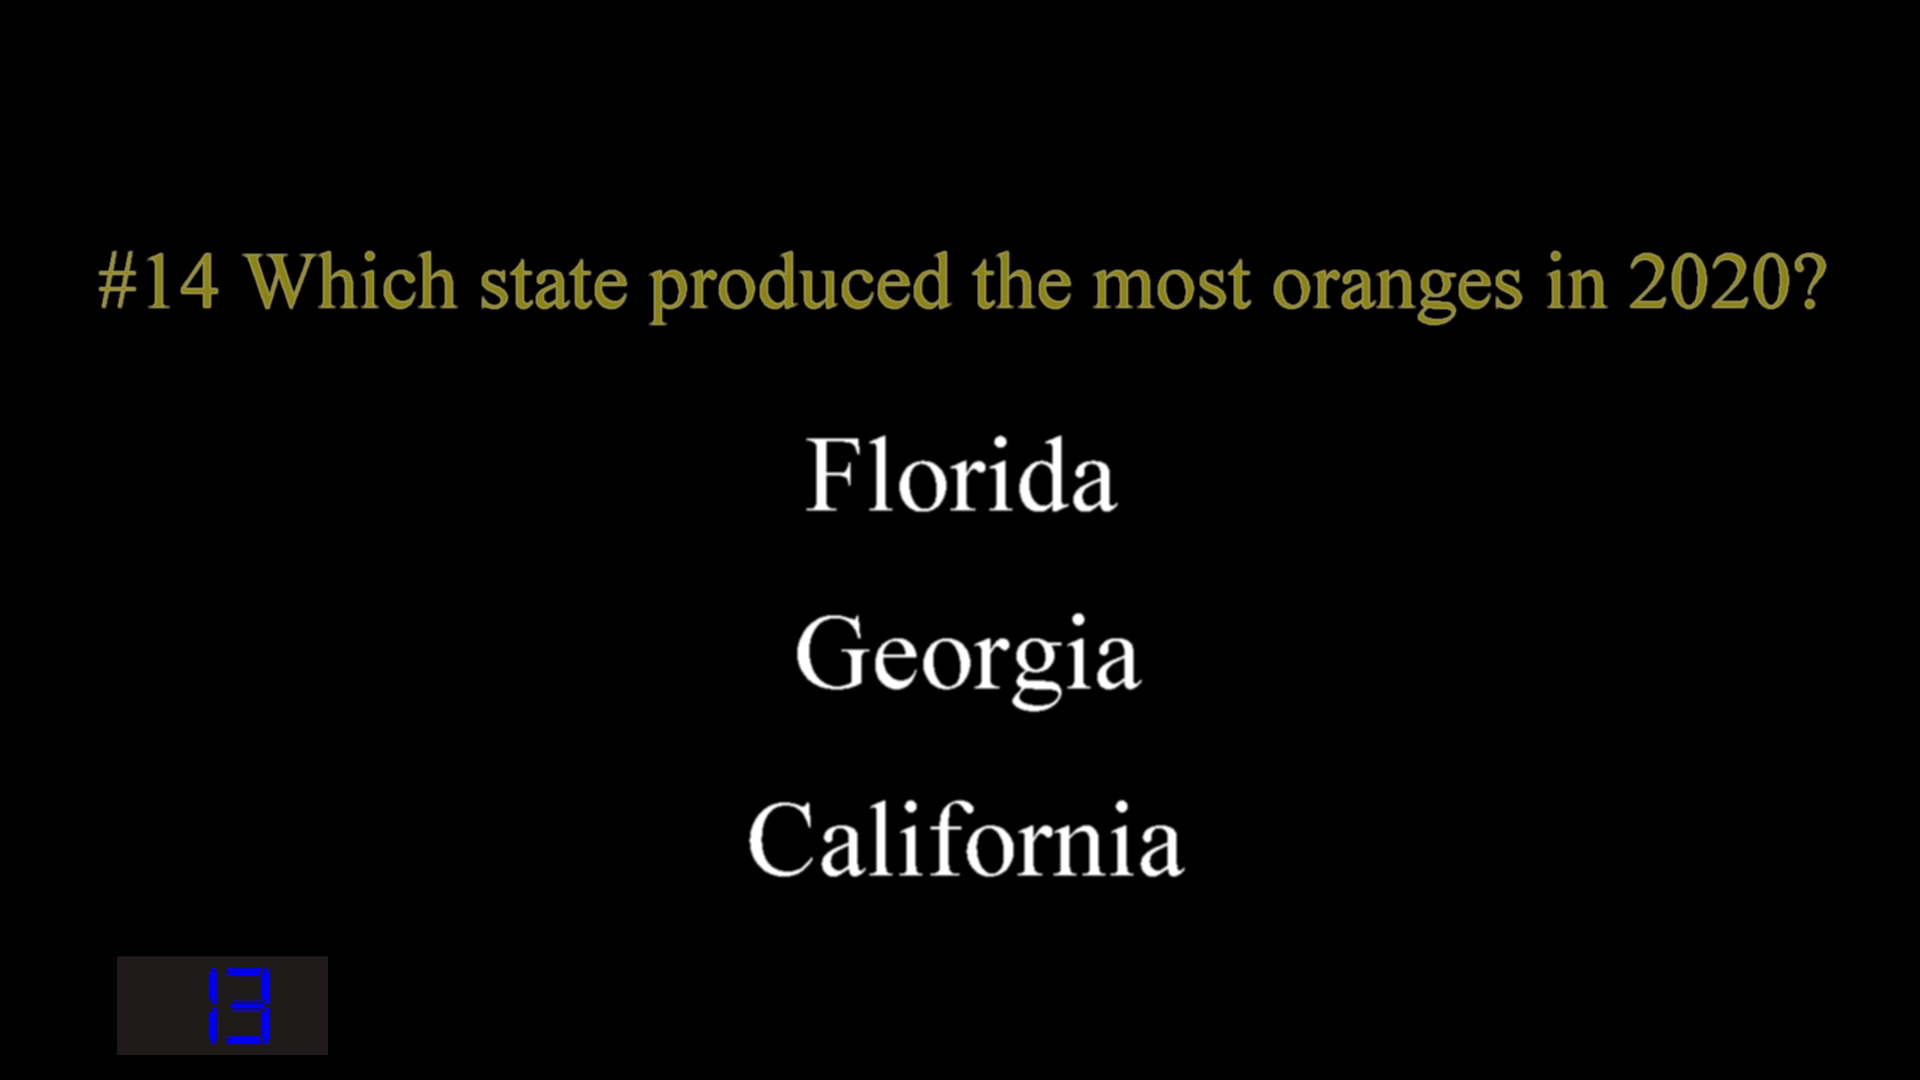 #14 Which state produced the most oranges in 2020?
Florida
Georgia
California
13